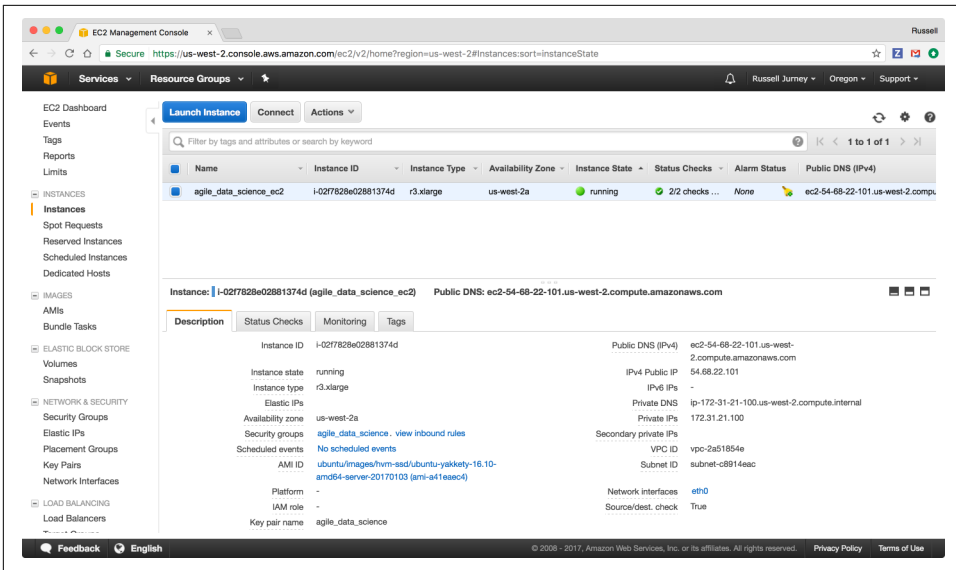 EC2 Management Console ×
Russell
Secure https://us-west-2.console.aws.amazon.com/ec2/v2/home?region=us-west-2#Instances:sort=instanceState
Services Resource Groups Russell Jurney Oregon Support
EC2 Dashboard
Events
Tags
Reports
Limits
INSTANCES
Instances
Spot Requests
Reserved Instances
Scheduled Instances
Dedicated Hosts
IMAGES
AMIs
Bundle Tasks
ELASTIC BLOCK STORE
Volumes
Snapshots
NETWORK & SECURITY
Security Groups
Elastic IPs
Placement Groups
Key Pairs
Network Interfaces
LOAD BALANCING
Load Balancers
Launch Instance Connect Actions
Filter by tags and attributes or search by keyword 1 to 1 of 1
Name Instance ID Instance Type Availability Zone Instance State Status Checks Alarm Status Public DNS (IPv4)
agile_data_science_ec2 i-02f7828e02881374d r3.xlarge us-west-2a running 2/2 checks ... None ec2-54-68-22-101.us-west-2.compu
Instance: i-02f7828e02881374d (agile_data_science_ec2) Public DNS: ec2-54-68-22-101.us-west-2.compute.amazonaws.com
Description Status Checks Monitoring Tags
Instance ID i-02f7828e02881374d
Instance state running
Instance type r3.xlarge
Elastic IPs
Availability zone us-west-2a
Security groups agile_data_science. view inbound rules
Scheduled events No scheduled events
AMI ID ubuntu/images/hvm-ssd/ubuntu-yakkety-16.10-
amd64-server-20170103 (ami-a41eaec4)
Platform -
IAM role -
Key pair name agile_data_science
Public DNS (IPv4) ec2-54-68-22-101.us-west-
2.compute.amazonaws.com
IPv4 Public IP 54.68.22.101
IPv6 IPs -
Private DNS ip-172-31-21-100.us-west-2.compute.internal
Private IPs 172.31.21.100
Secondary private IPs
VPC ID vpc-2a51854e
Subnet ID subnet-c8914eac
Network interfaces eth0
Source/dest. check True
Feedback English © 2008 - 2017, Amazon Web Services, Inc. or its affiliates. All rights reserved. Privacy Policy Terms of Use